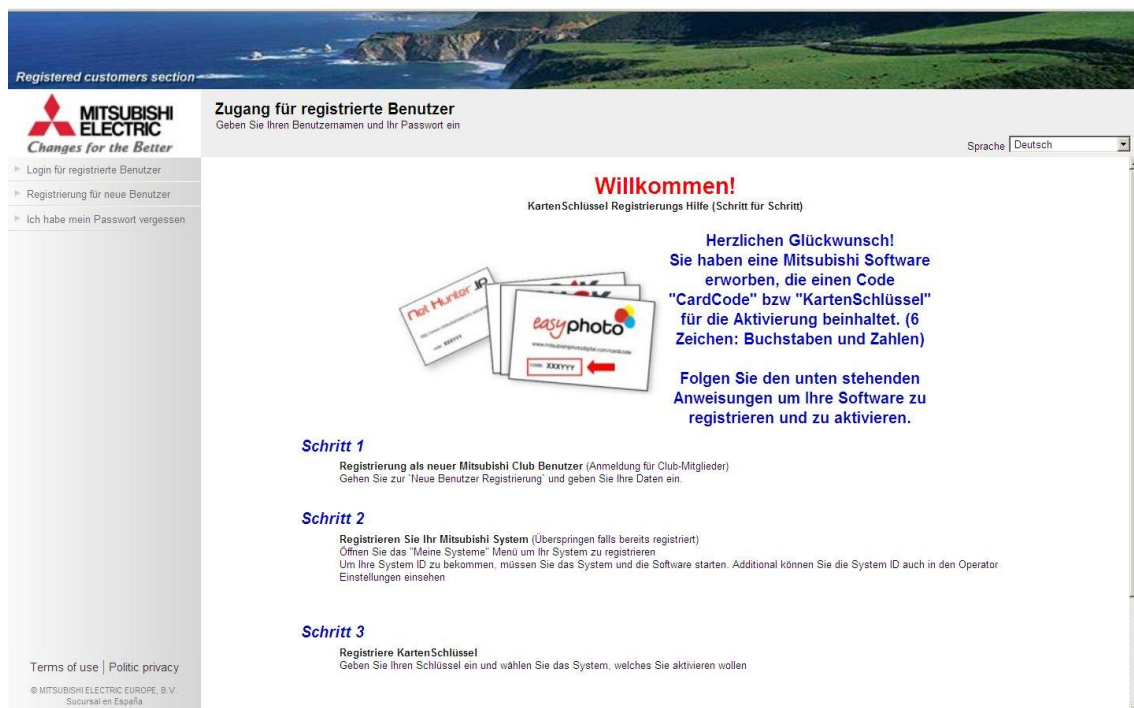 Registered customers section
MITSUBISHI
ELECTRIC
Changes for the Better
Zugang für registrierte Benutzer
Geben Sie Ihren Benutzernamen und Ihr Passwort ein
Sprache Deutsch
Login für registrierte Benutzer
Registrierung für neue Benutzer
Ich habe mein Passwort vergessen
Willkommen!
KartenSchlüssel Registrierungs Hilfe (Schritt für Schritt)
Net Hunter JP
code: XXXYYY
easyphoto
www.mitsubishiphotodigital.com/cardcode
code: XXXYYY
Herzlichen Glückwunsch!
Sie haben eine Mitsubishi Software
erworben, die einen Code
"CardCode" bzw "KartenSchlüssel"
für die Aktivierung beinhaltet. (6
Zeichen: Buchstaben und Zahlen)
Folgen Sie den unten stehenden
Anweisungen um Ihre Software zu
registrieren und zu aktivieren.
Schritt 1
Registrierung als neuer Mitsubishi Club Benutzer (Anmeldung für Club-Mitglieder)
Gehen Sie zur `Neue Benutzer Registrierung` und geben Sie Ihre Daten ein.
Schritt 2
Registrieren Sie Ihr Mitsubishi System (Überspringen falls bereits registriert)
Öffnen Sie das "Meine Systeme" Menü um Ihr System zu registrieren
Um Ihre System ID zu bekommen, müssen Sie das System und die Software starten. Additional können Sie die System ID auch in den Operator
Einstellungen einsehen
Schritt 3
Registriere KartenSchlüssel
Geben Sie Ihren Schlüssel ein und wählen Sie das System, welches Sie aktivieren wollen
Terms of use | Politic privacy
© MITSUBISHI ELECTRIC EUROPE, B.V.
Sucursal en España